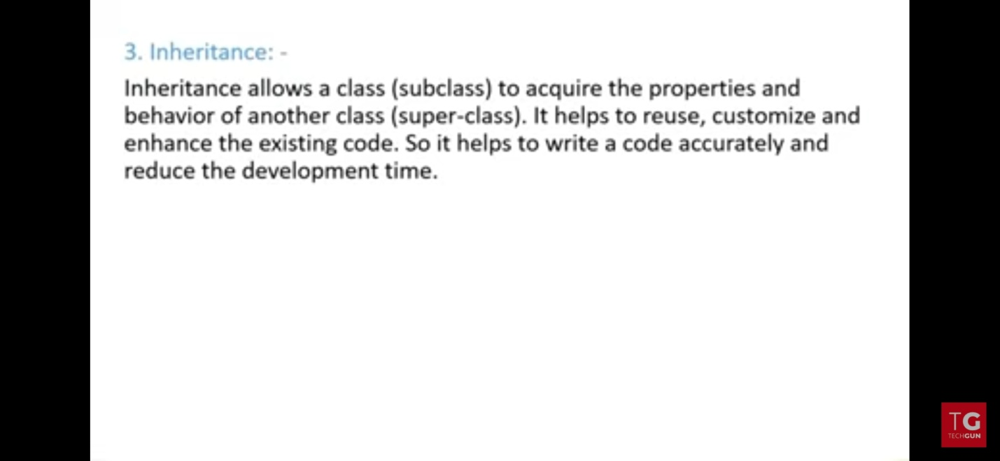 3. Inheritance: -
Inheritance allows a class (subclass) to acquire the properties and
behavior of another class (super-class). It helps to reuse, customize and
enhance the existing code. So it helps to write a code accurately and
reduce the development time.
TG
TECHGUN